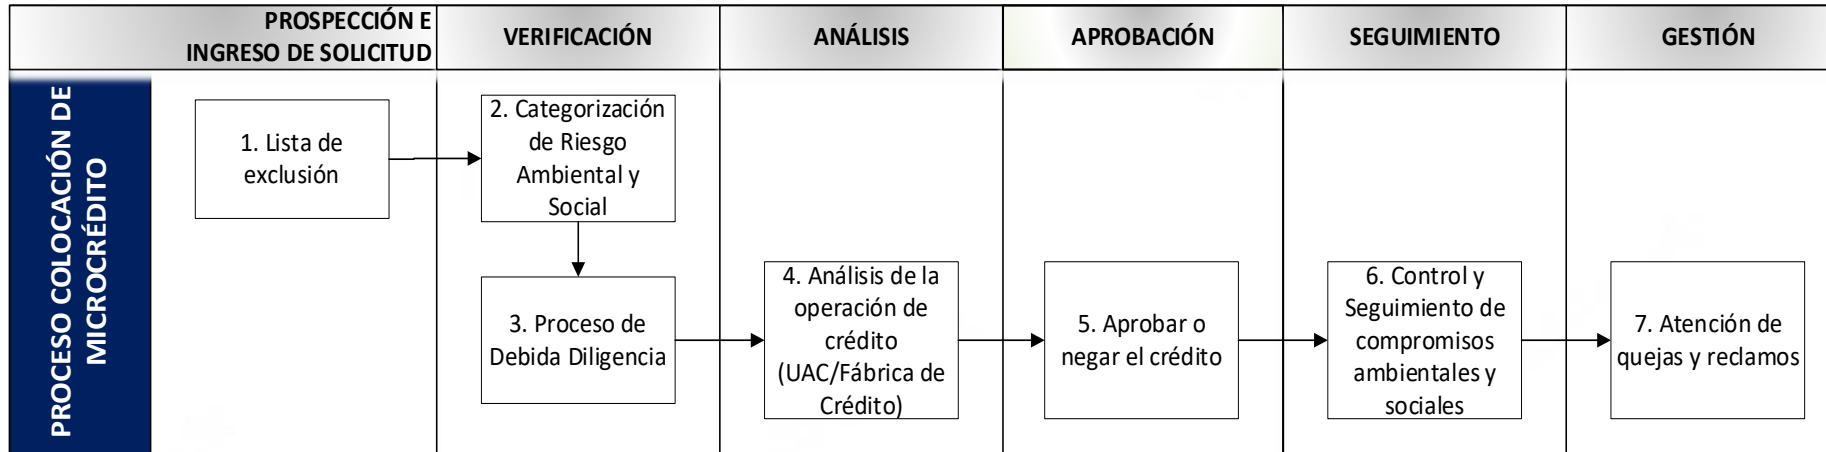 PROSPECCIÓN E
INGRESO DE SOLICITUD
VERIFICACIÓN
ANÁLISIS
APROBACIÓN
SEGUIMIENTO
GESTIÓN
PROCESO COLOCACIÓN DE
MICROCRÉDITO
1. Lista de
exclusión
2. Categorización
de Riesgo
Ambiental y
Social
3. Proceso de
Debida Diligencia
4. Análisis de la
operación de
crédito
(UAC/Fábrica de
Crédito)
5. Aprobar o
negar el crédito
6. Control y
Seguimiento de
compromisos
ambientales y
sociales
7. Atención de
quejas y reclamos